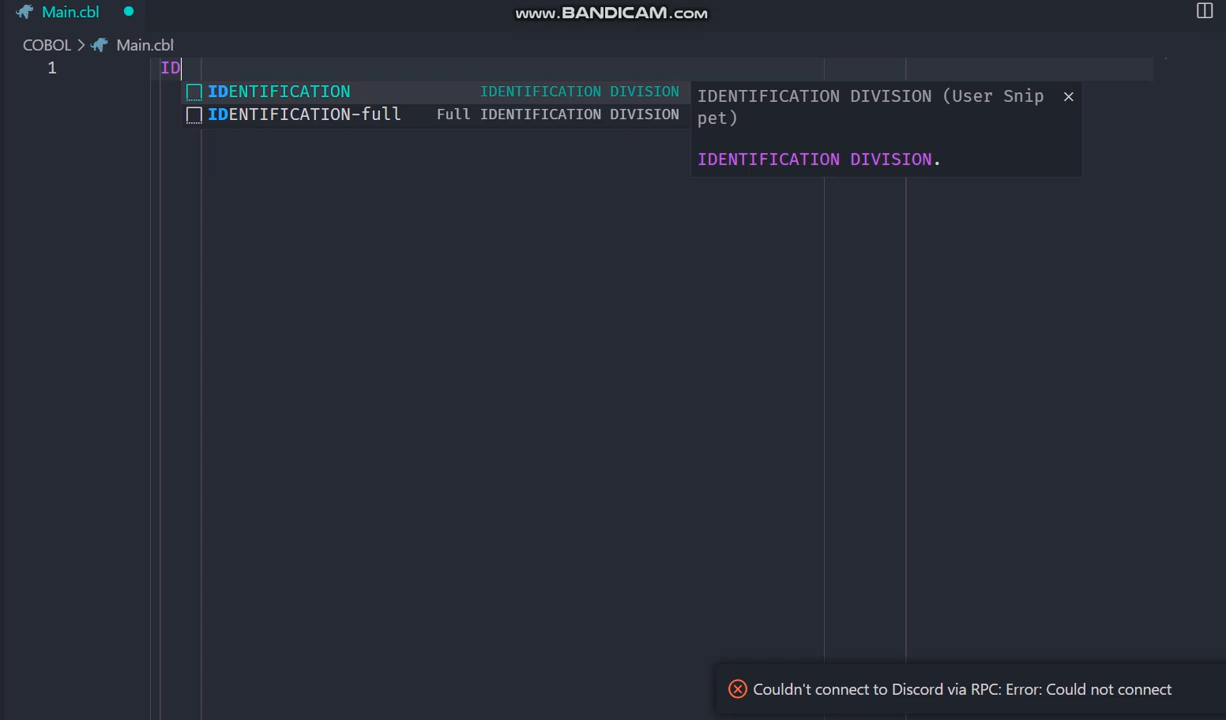 Main.cbl
www.BANDICAM.com
COBOL > Main.cbl
1 ID
IDENTIFICATION IDENTIFICATION DIVISION
IDENTIFICATION-full Full IDENTIFICATION DIVISION
IDENTIFICATION DIVISION (User Snip
pet)
IDENTIFICATION DIVISION.
Couldn't connect to Discord via RPC: Error: Could not connect